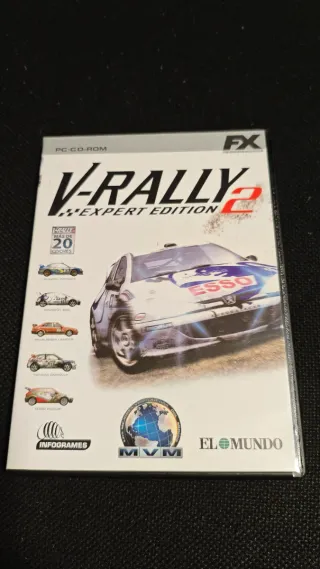 PC CD-ROM
FX
V-RALLY 2
EXPERT EDITION
20
ESSO
INFOGRAMES
MVM
EL MUNDO